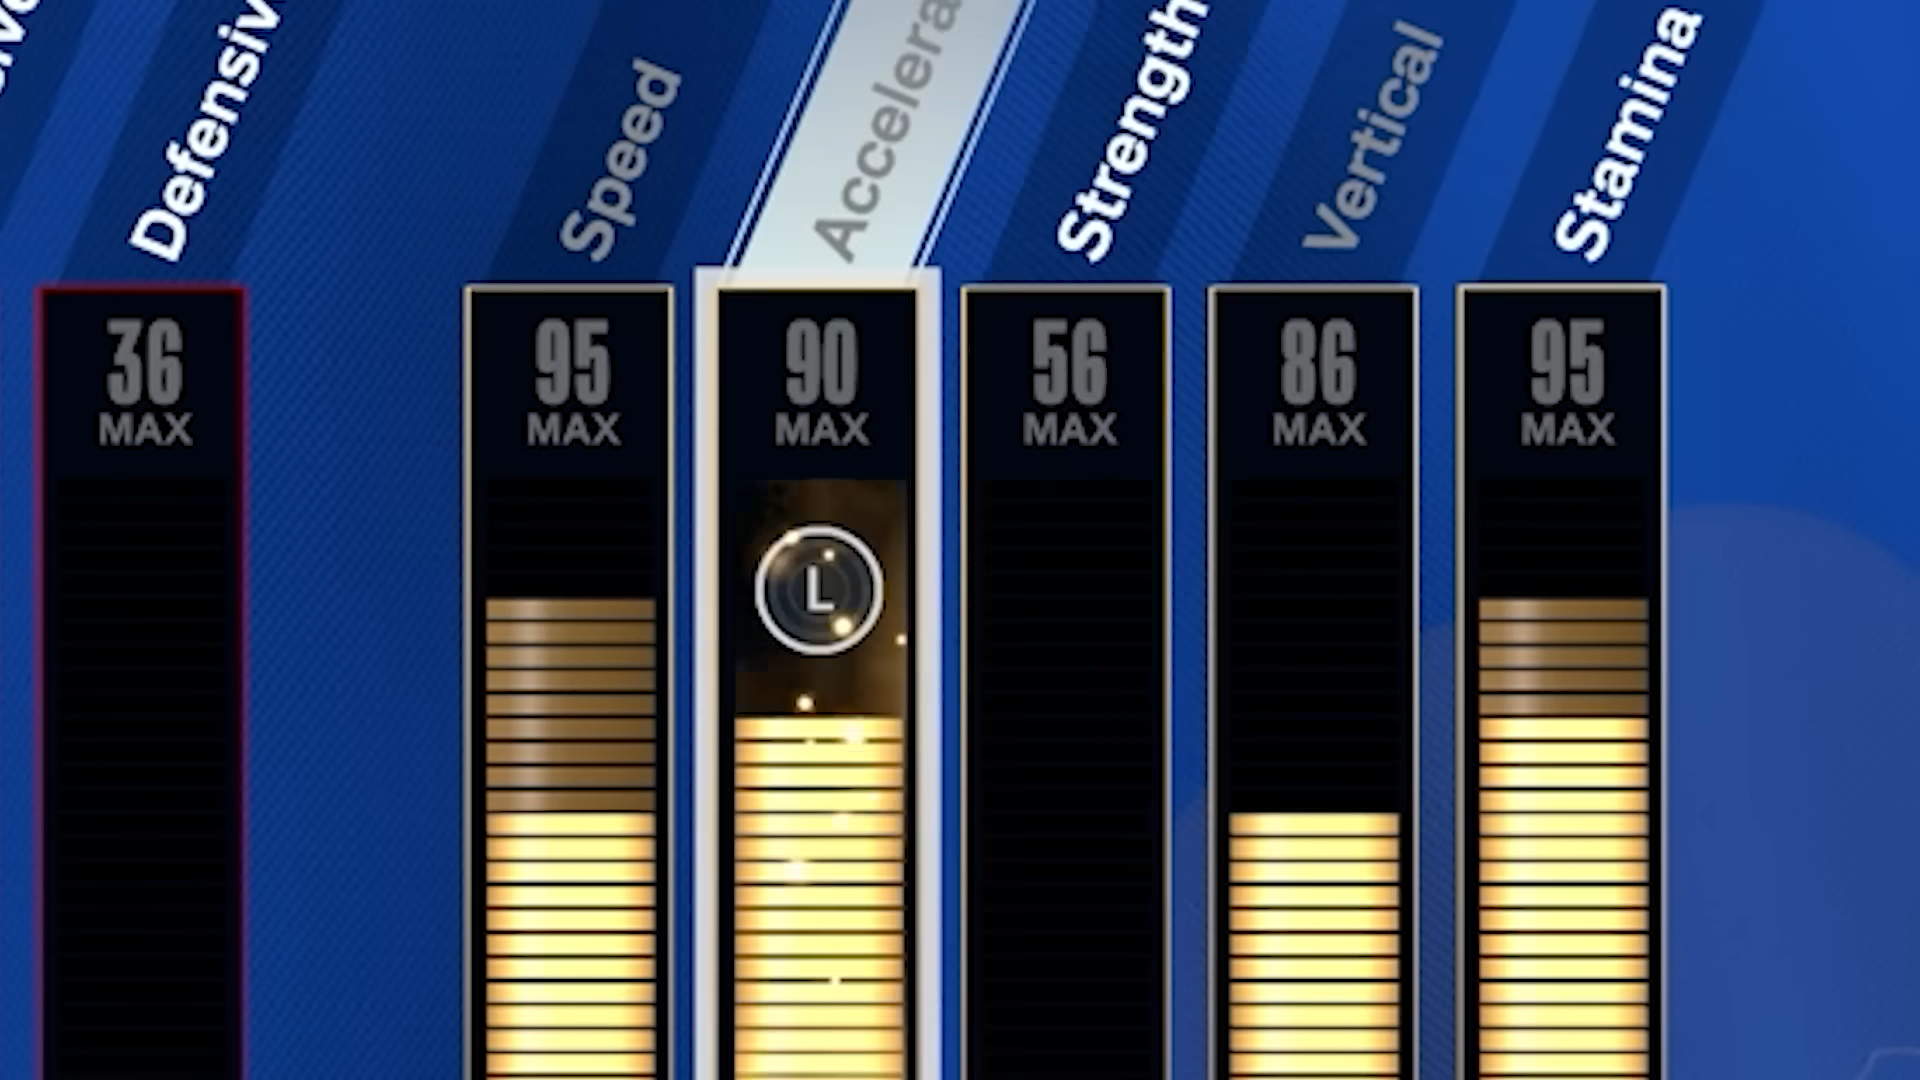 Defensiv
Speed
Accelera
Strength
Vertical
Stamina
36
MAX
95
MAX
90
MAX
56
MAX
86
MAX
95
MAX
L